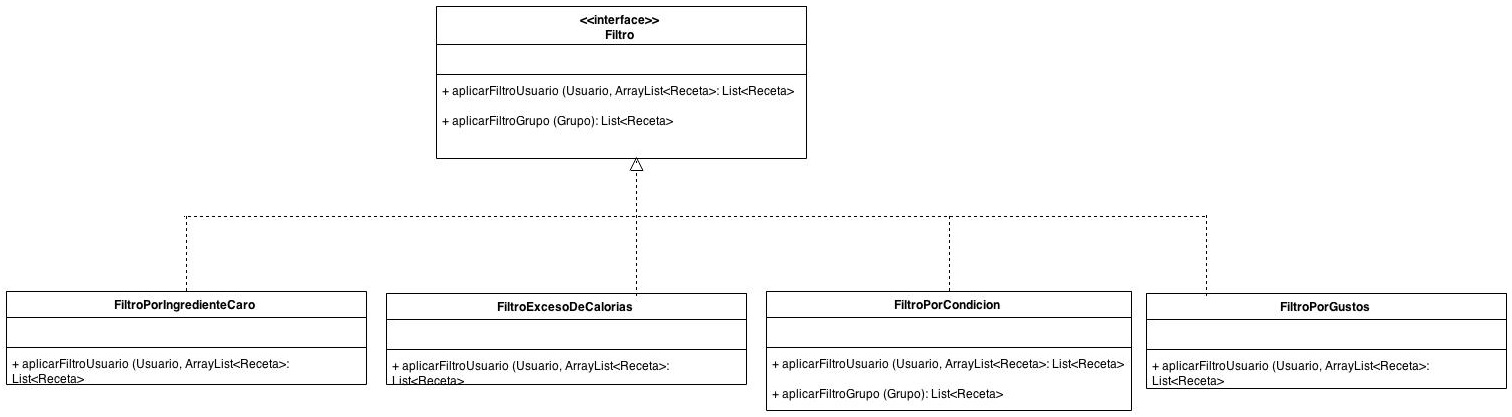 <<interface>>
Filtro
+ aplicarFiltroUsuario (Usuario, ArrayList<Receta>: List<Receta>
+ aplicarFiltroGrupo (Grupo): List<Receta>
FiltroPorIngredienteCaro
+ aplicarFiltroUsuario (Usuario, ArrayList<Receta>:
List<Receta>
FiltroExcesoDeCalorias
+ aplicarFiltroUsuario (Usuario, ArrayList<Receta>:
List<Receta>
FiltroPorCondicion
+ aplicarFiltroUsuario (Usuario, ArrayList<Receta>: List<Receta>
+ aplicarFiltroGrupo (Grupo): List<Receta>
FiltroPorGustos
+ aplicarFiltroUsuario (Usuario, ArrayList<Receta>:
List<Receta>